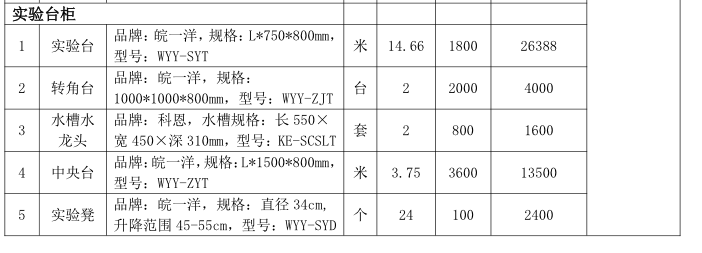 实验台柜
1 实验台 品牌：皖一洋，规格：L*750*800mm，型号：WYY-SYT 米 14.66 1800 26388
2 转角台 品牌：皖一洋，规格：1000*1000*800mm，型号：WYY-ZJT 台 2 2000 4000
3 水槽水龙头 品牌：科恩，水槽规格：长 550×宽 450×深 310mm，型号：KE-SCSLT 套 2 800 1600
4 中央台 品牌：皖一洋，规格：L*1500*800mm，型号：WYY-ZYT 米 3.75 3600 13500
5 实验凳 品牌：皖一洋，规格：直径 34cm，升降范围 45-55cm，型号：WYY-SYD 个 24 100 2400